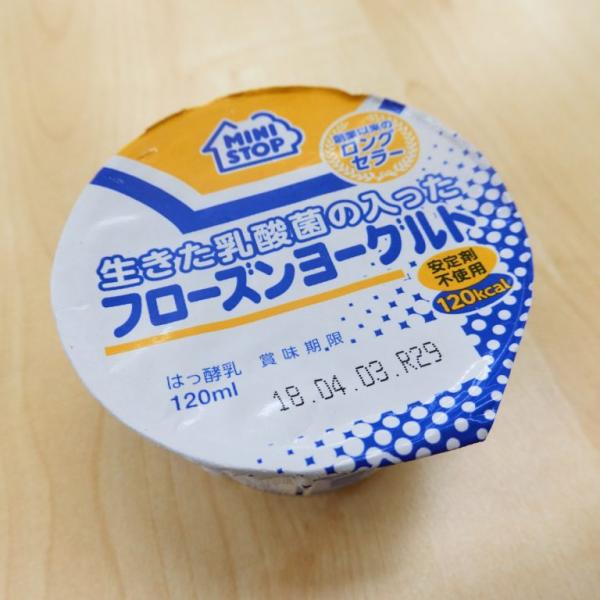 MINI
STOP
創業以来の
ロング
セラー
生きた乳酸菌の入った
フローズンヨーグルト
安定剤
不使用
120kcal
はっ酵乳
120ml
賞味期限
18.04.03.R29